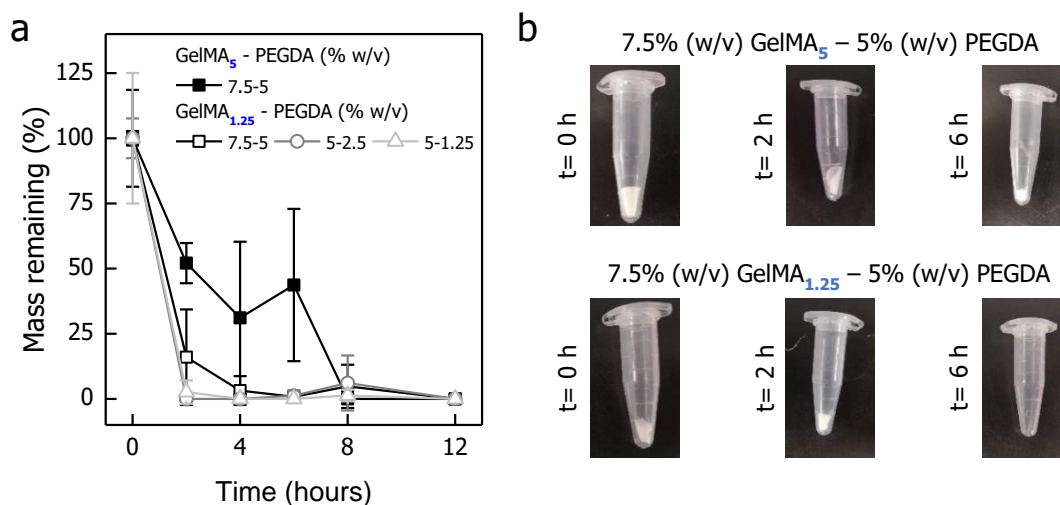 a
GelMA5 - PEGDA (% w/v)
7.5-5
GelMA1.25 - PEGDA (% w/v)
7.5-5 5-2.5 5-1.25
Mass remaining (%)
125
100
75
50
25
0
0 4 8 12
Time (hours)
b
7.5% (w/v) GelMA5 – 5% (w/v) PEGDA
t= 0 h
t= 2 h
t= 6 h
7.5% (w/v) GelMA1.25 – 5% (w/v) PEGDA
t= 0 h
t= 2 h
t= 6 h